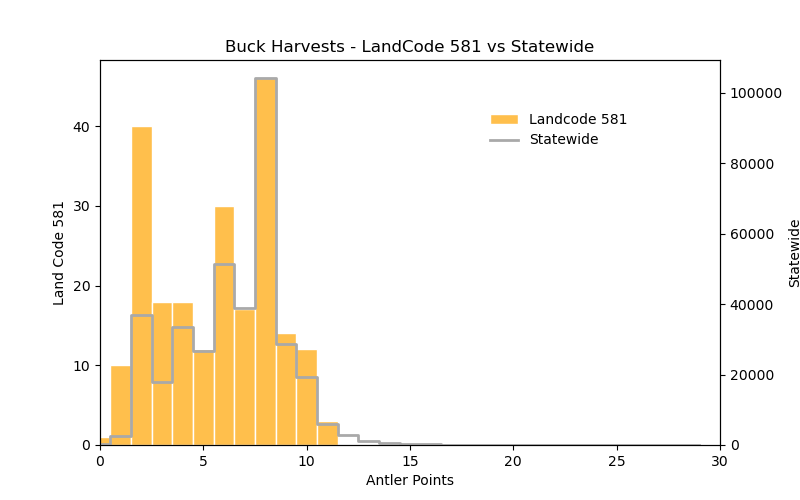 Buck Harvests - LandCode 581 vs Statewide
Landcode 581
Statewide
Land Code 581
40
30
20
10
0
100000
80000
60000
40000
20000
0
Statewide
0 5 10 15 20 25 30
Antler Points